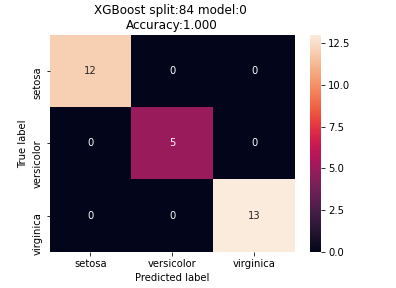 XGBoost split:84 model:0
Accuracy:1.000
True label
setosa
versicolor
virginica
12 0 0
0 5 0
0 0 13
setosa versicolor virginica
Predicted label
12.5
10.0
7.5
5.0
2.5
0.0